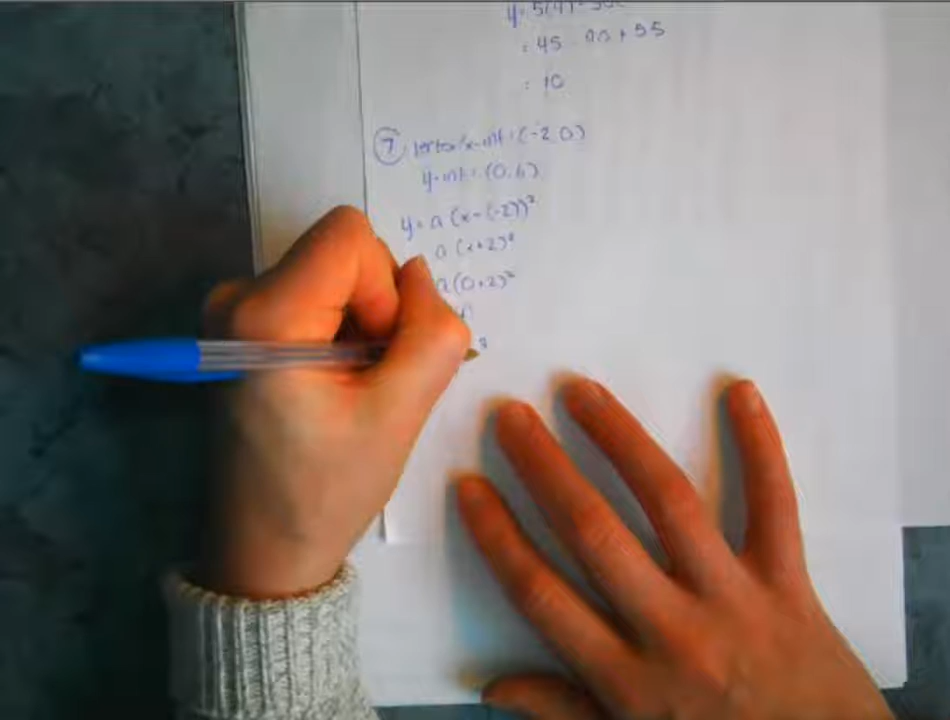 = 45 - 90 + 55
= 10
⑦ vertex/x-int: (-2,0)
y-int: (0,6)
y = a(x-(-2))²
a(x+2)²
a(0+2)²